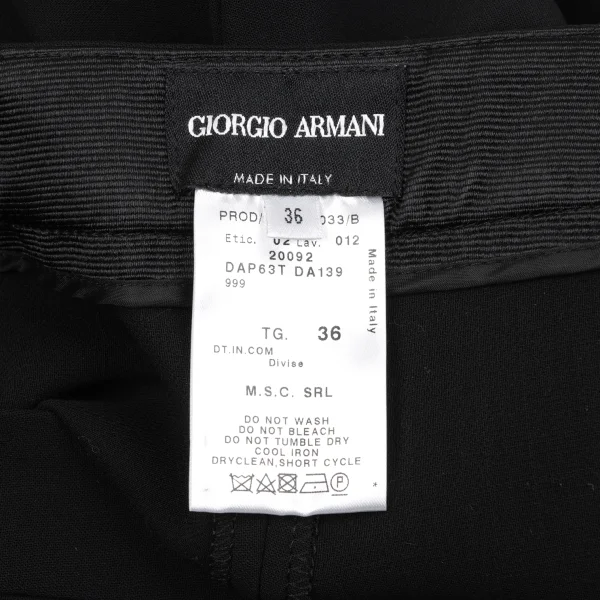 GIORGIO ARMANI
MADE IN ITALY
PROD/ 36 033/B
Etic. 02 Lav. 012
20092
DAP63T DA139
999
Made in Italy
TG. 36
DT.IN.COM
Divise
M.S.C. SRL
DO NOT WASH
DO NOT BLEACH
DO NOT TUMBLE DRY
COOL IRON
DRYCLEAN,SHORT CYCLE
P
*